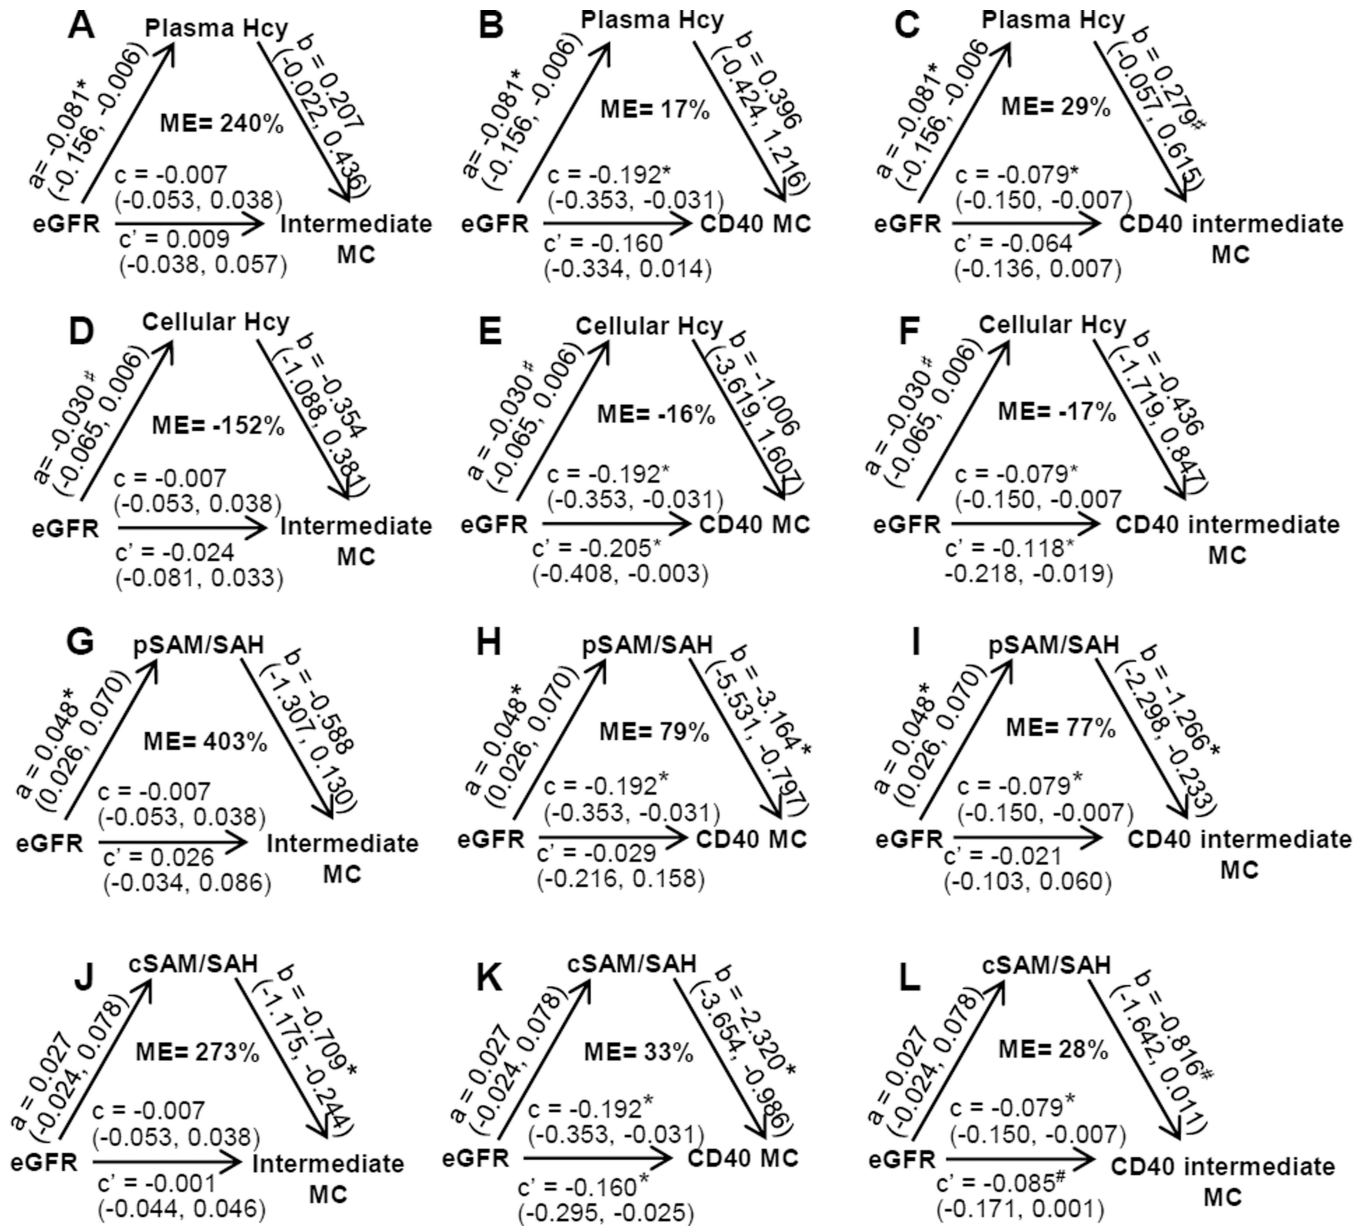 A
Plasma Hcy
a= -0.081*
(-0.156, -0.006)
b = 0.207
(-0.022, 0.436)
ME= 240%
c = -0.007
(-0.053, 0.038)
eGFR
c’ = 0.009
(-0.038, 0.057)
Intermediate
MC
B
Plasma Hcy
a= -0.081*
(-0.156, -0.006)
b = 0.396
(-0.424, 1.216)
ME= 17%
c = -0.192*
(-0.353, -0.031)
eGFR
c’ = -0.160
(-0.334, 0.014)
CD40 MC
C
Plasma Hcy
a = -0.081*
(-0.156, -0.006
b = 0.279#
(-0.057, 0.615)
ME= 29%
c = -0.079*
(-0.150, -0.007)
eGFR
c’ = -0.064
(-0.136, 0.007)
CD40 intermediate
MC
D
Cellular Hcy
a= -0.030 #
(-0.065, 0.006)
b = -0.354
(-1.088, 0.381)
ME= -152%
c = -0.007
(-0.053, 0.038)
eGFR
c’ = -0.024
(-0.081, 0.033)
Intermediate
MC
E
Cellular Hcy
a = -0.030 #
(-0.065, 0.006)
b = -1.006
(-3.619, 1.607)
ME= -16%
c = -0.192*
(-0.353, -0.031)
eGFR
c’ = -0.205*
(-0.408, -0.003)
CD40 MC
F
Cellular Hcy
a = -0.030 #
(-0.065, 0.006)
b = -0.436
(-1.719, 0.847)
ME= -17%
c = -0.079*
(-0.150, -0.007
eGFR
c’ = -0.118*
-0.218, -0.019)
CD40 intermediate
MC
G
pSAM/SAH
a = 0.048*
(0.026, 0.070)
b = -0.588
(-1.307, 0.130)
ME= 403%
c = -0.007
(-0.053, 0.038)
eGFR
c’ = 0.026
(-0.034, 0.086)
Intermediate
MC
H
pSAM/SAH
a = 0.048*
(0.026, 0.070)
b = -3.164*
(-5.531, -0.797)
ME= 79%
c = -0.192*
(-0.353, -0.031)
eGFR
c’ = -0.029
(-0.216, 0.158)
CD40 MC
I
pSAM/SAH
a = 0.048*
(0.026, 0.070)
b = -1.266*
(-2.298, -0.233)
ME= 77%
c = -0.079*
(-0.150, -0.007)
eGFR
c’ = -0.021
(-0.103, 0.060)
CD40 intermediate
MC
J
cSAM/SAH
a = 0.027
(-0.024, 0.078)
b = -0.709*
(-1.175, -0.244)
ME= 273%
c = -0.007
(-0.053, 0.038)
eGFR
c’ = -0.001
(-0.044, 0.046)
Intermediate
MC
K
cSAM/SAH
a = 0.027
(-0.024, 0.078)
b = -2.320*
(-3.654, -0.986)
ME= 33%
c = -0.192*
(-0.353, -0.031)
eGFR
c’ = -0.160*
(-0.295, -0.025)
CD40 MC
L
cSAM/SAH
a = 0.027
(-0.024, 0.078)
b = -0.816#
(-1.642, 0.011)
ME= 28%
c = -0.079*
(-0.150, -0.007)
eGFR
c’ = -0.085#
(-0.171, 0.001)
CD40 intermediate
MC